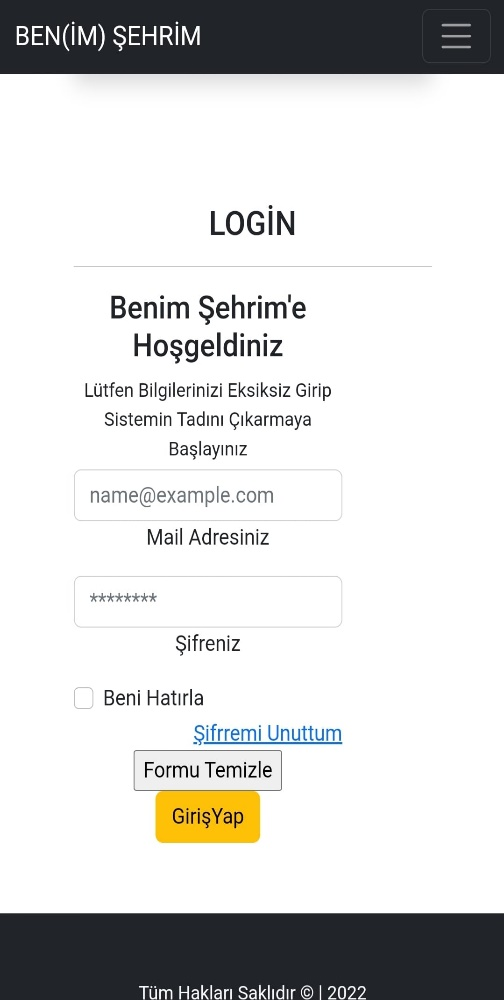 BEN(İM) ŞEHRİM
LOGİN
Benim Şehrim'e
Hoşgeldiniz
Lütfen Bilgilerinizi Eksiksiz Girip
Sistemin Tadını Çıkarmaya
Başlayınız
name@example.com
Mail Adresiniz
********
Şifreniz
Beni Hatırla
Şifrremi Unuttum
Formu Temizle
GirişYap
Tüm Hakları Saklıdır © | 2022